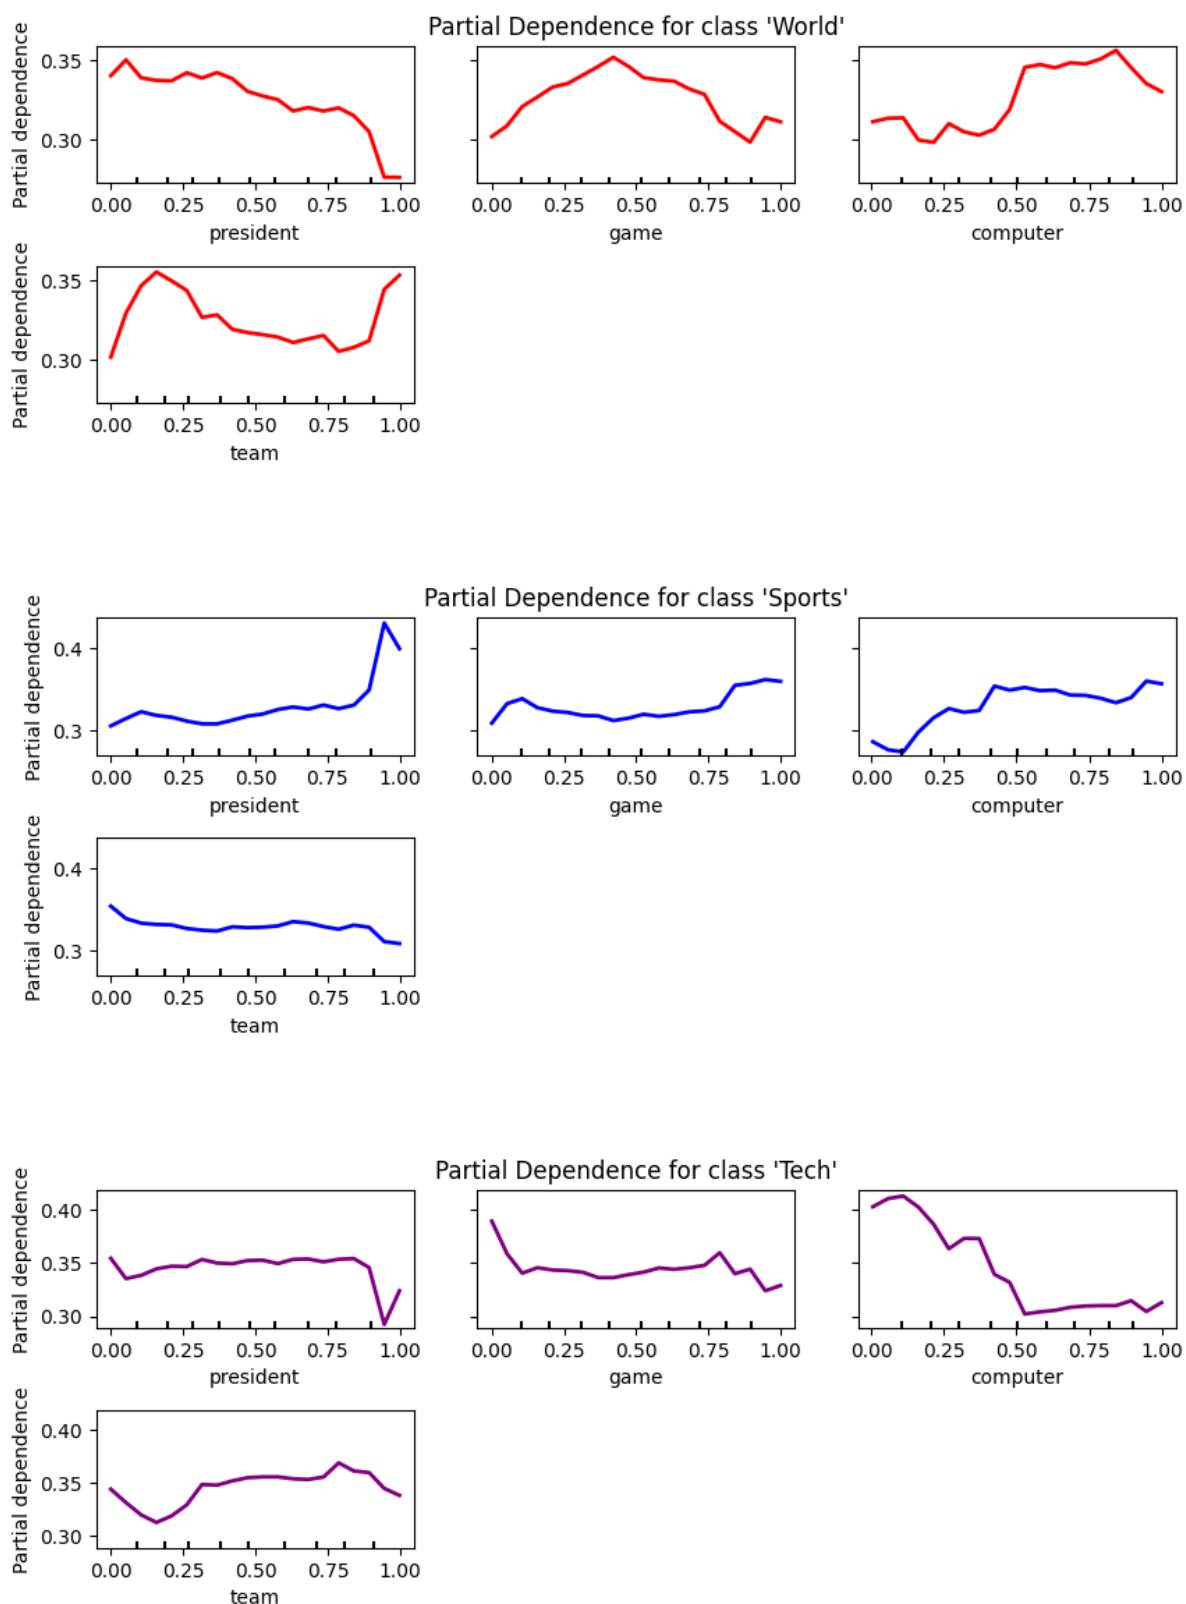 Partial Dependence for class 'World'
Partial dependence
0.35
0.30
0.00 0.25 0.50 0.75 1.00
president
0.00 0.25 0.50 0.75 1.00
game
0.00 0.25 0.50 0.75 1.00
computer
Partial dependence
0.35
0.30
0.00 0.25 0.50 0.75 1.00
team
Partial Dependence for class 'Sports'
Partial dependence
0.4
0.3
0.00 0.25 0.50 0.75 1.00
president
0.00 0.25 0.50 0.75 1.00
game
0.00 0.25 0.50 0.75 1.00
computer
Partial dependence
0.4
0.3
0.00 0.25 0.50 0.75 1.00
team
Partial Dependence for class 'Tech'
Partial dependence
0.40
0.35
0.30
0.00 0.25 0.50 0.75 1.00
president
0.00 0.25 0.50 0.75 1.00
game
0.00 0.25 0.50 0.75 1.00
computer
Partial dependence
0.40
0.35
0.30
0.00 0.25 0.50 0.75 1.00
team